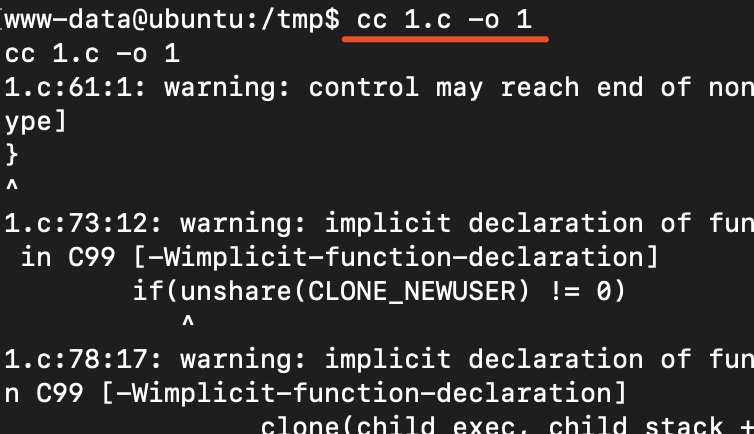 [www-data@ubuntu:/tmp$ cc 1.c -o 1
cc 1.c -o 1
1.c:61:1: warning: control may reach end of non
ype]
}
^
1.c:73:12: warning: implicit declaration of fun
 in C99 [-Wimplicit-function-declaration]
        if(unshare(CLONE_NEWUSER) != 0)
           ^
1.c:78:17: warning: implicit declaration of fun
n C99 [-Wimplicit-function-declaration]
                clone(child_exec, child_stack +